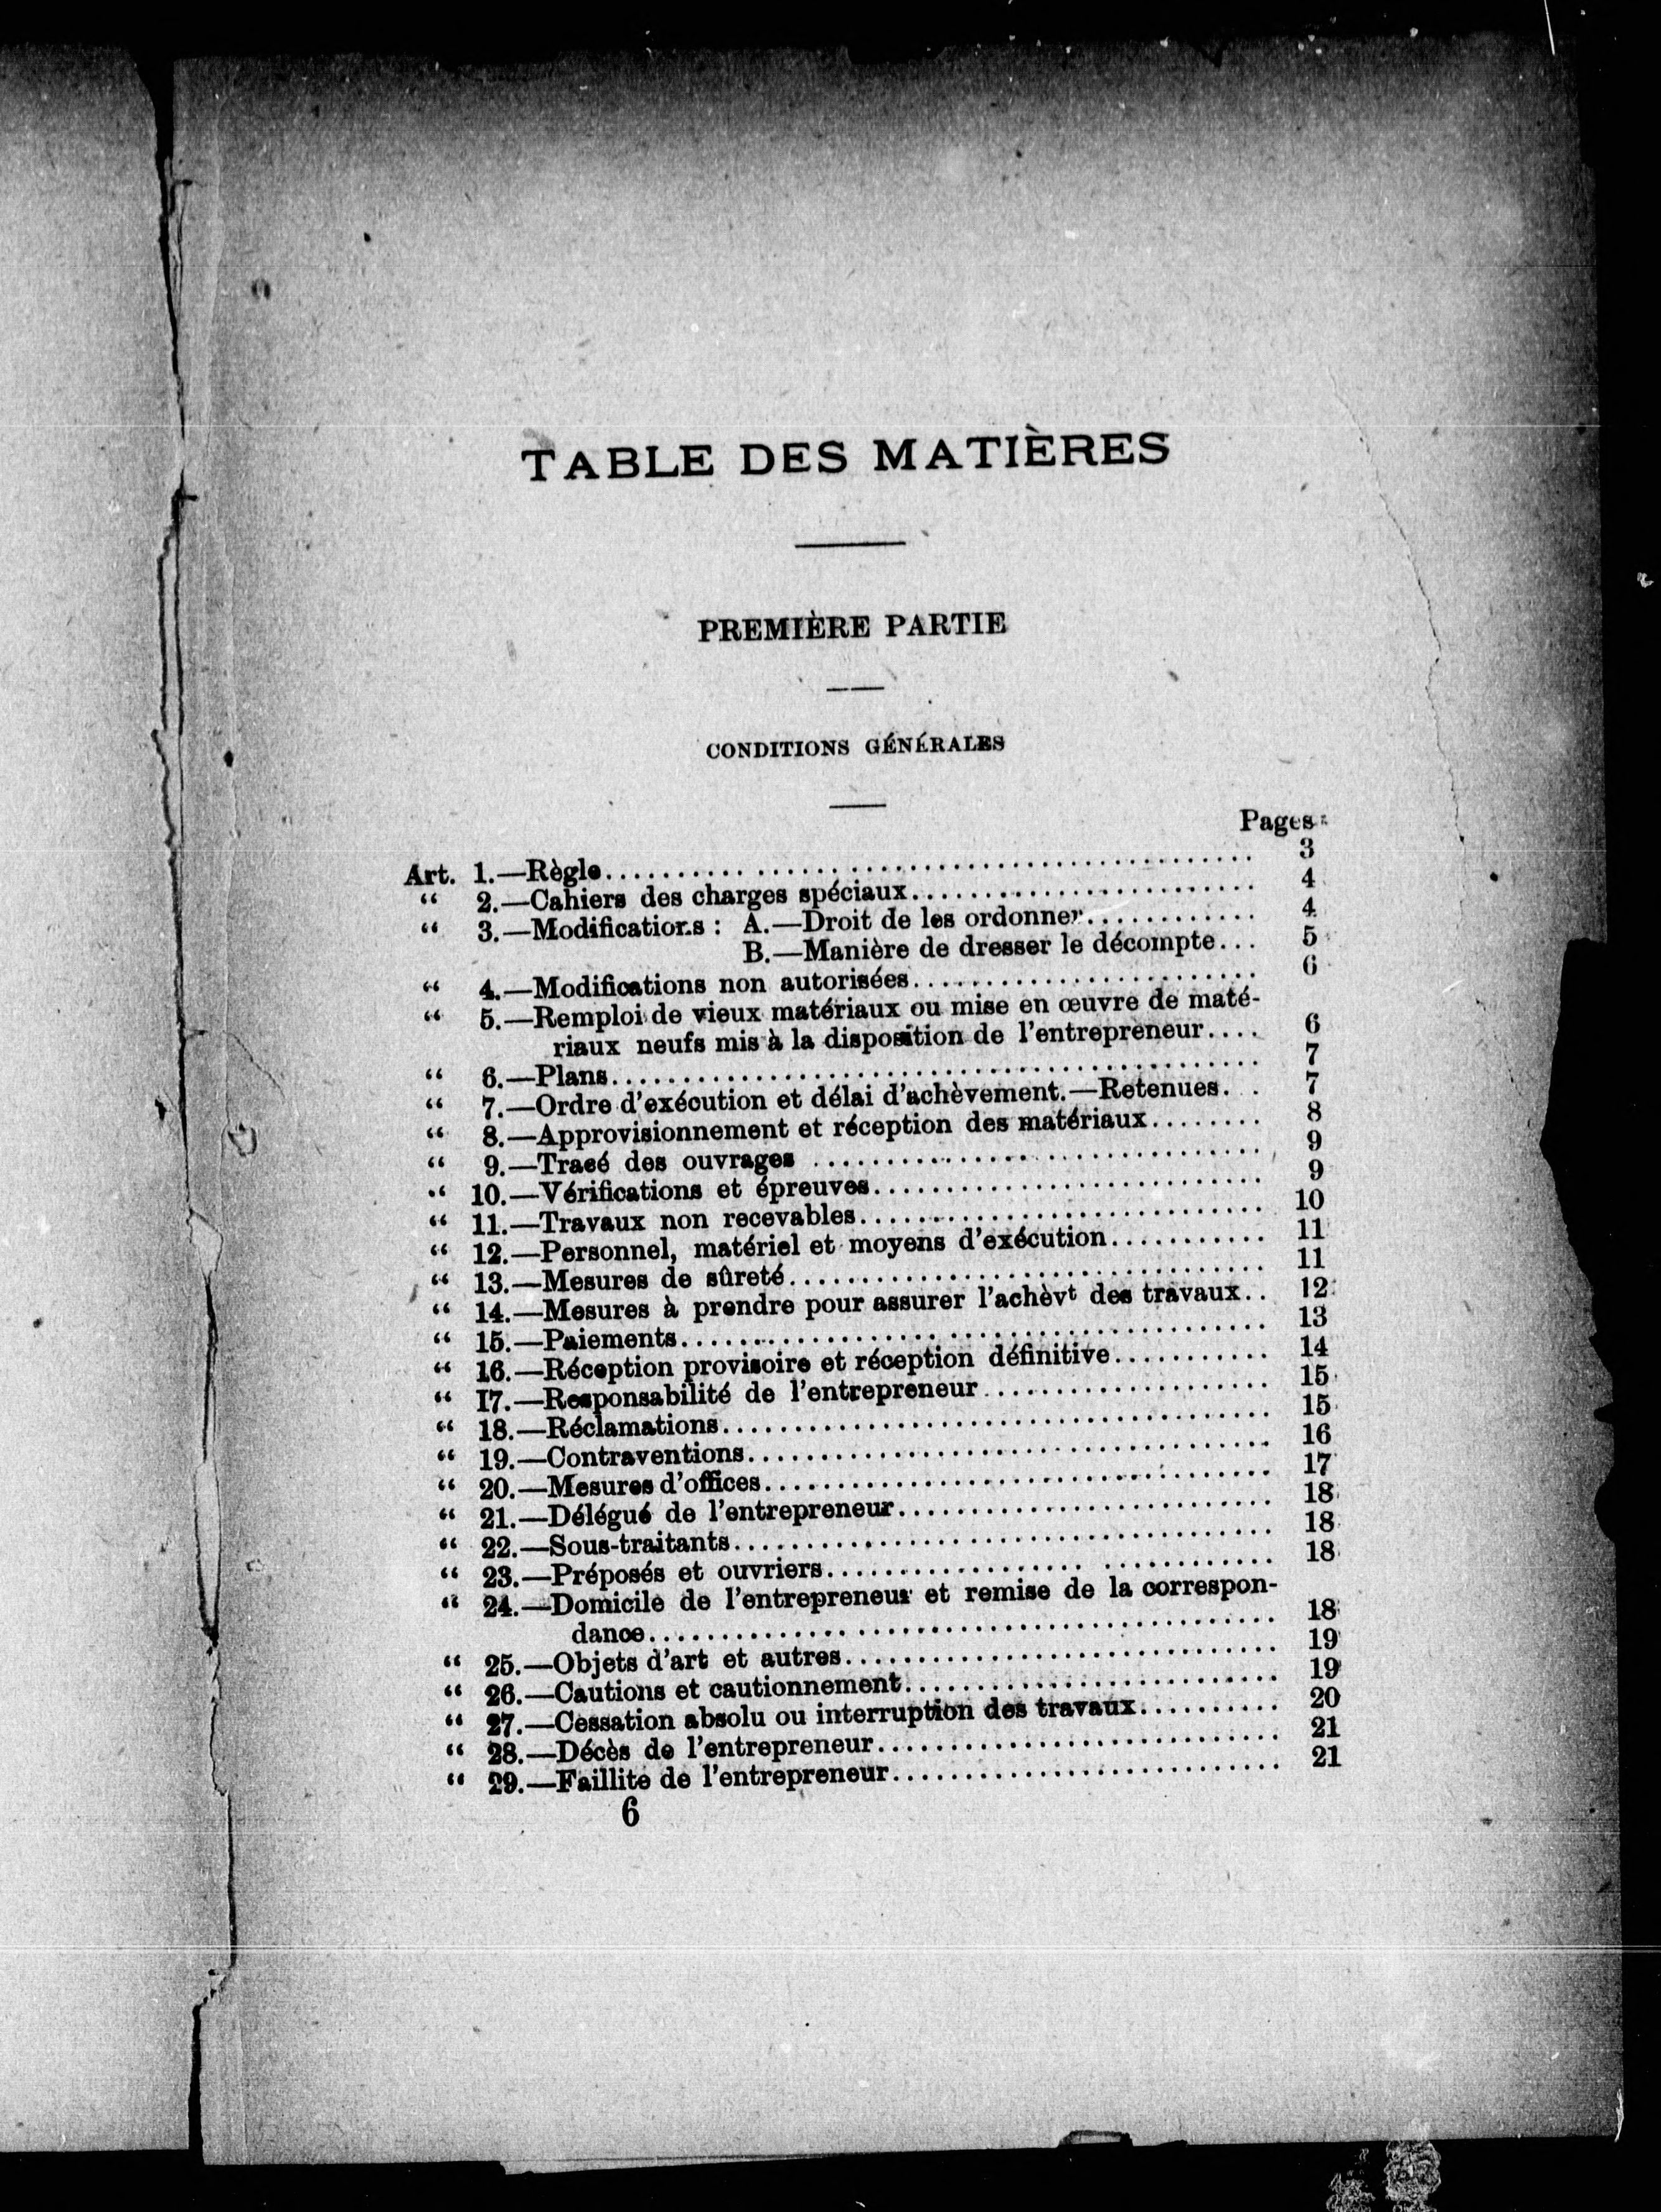 TABLE DES MATIÈRES
PREMIÈRE PARTIE
CONDITIONS GÉNÉRALES
Pages
Art. 1.—Règle.................................................. 3
“ 2.—Cahiers des charges spéciaux........................ 4
“ 3.—Modifications : A.—Droit de les ordonner............ 4
B.—Manière de dresser le décompte... 5
“ 4.—Modifications non autorisées........................ 6
“ 5.—Remploi de vieux matériaux ou mise en œuvre de maté-
riaux neufs mis à la disposition de l'entrepreneur.... 6
“ 6.—Plans............................................. 7
“ 7.—Ordre d'exécution et délai d'achèvement.—Retenues. . 7
“ 8.—Approvisionnement et réception des matériaux........ 8
“ 9.—Tracé des ouvrages ............................... 9
“ 10.—Vérifications et épreuves........................... 9
“ 11.—Travaux non recevables............................ 10
“ 12.—Personnel, matériel et moyens d'exécution........... 11
“ 13.—Mesures de sûreté................................. 11
“ 14.—Mesures à prendre pour assurer l'achèvt des travaux.. 12
“ 15.—Paiements........................................ 13
“ 16.—Réception provisoire et réception définitive........... 14
“ I7.—Responsabilité de l'entrepreneur.................... 15
“ 18.—Réclamations...................................... 15
“ 19.—Contraventions.................................... 16
“ 20.—Mesures d'offices................................... 17
“ 21.—Délégué de l'entrepreneur.......................... 18
“ 22.—Sous-traitants..................................... 18
“ 23.—Préposés et ouvriers.............................. 18
“ 24.—Domicile de l'entrepreneur et remise de la correspon-
dance........................................... 18
“ 25.—Objets d'art et autres.............................. 19
“ 26.—Cautions et cautionnement.......................... 19
“ 27.—Cessation absolu ou interruption des travaux.......... 20
“ 28.—Décès de l'entrepreneur............................ 21
“ 29.—Faillite de l'entrepreneur........................... 21
6